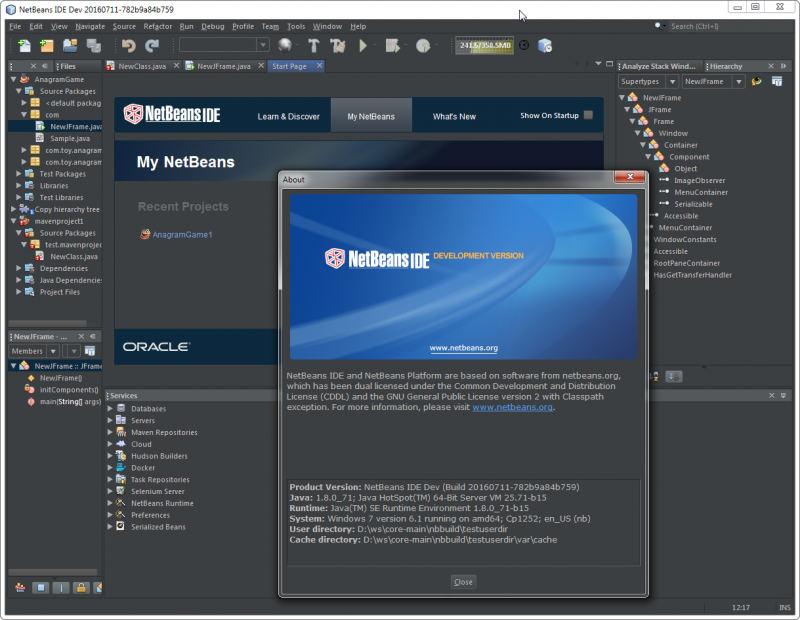 NetBeans IDE Dev 20160711-782b9a84b759
File Edit View Navigate Source Refactor Run Debug Profile Team Tools Window Help
Search (Ctrl+I)
241.5/358.5MB
Files
NewClass.java
NewJFrame.java
Start Page
Analyze Stack Wind...
Hierarchy
AnagramGame
Source Packages
<default packag
com
NewJFrame.java
Sample.java
com.toy.anagram
com.toy.anagram
Test Packages
Libraries
Test Libraries
Copy hierarchy tree
mavenproject1
Source Packages
test.mavenprojec
NewClass.java
Dependencies
Java Dependencies
Project Files
NetBeans IDE
Learn & Discover
My NetBeans
What's New
Show On Startup
My NetBeans
Recent Projects
AnagramGame1
ORACLE
Supertypes
NewJFrame
NewJFrame
JFrame
Frame
Window
Container
Component
Object
ImageObserver
MenuContainer
Serializable
Accessible
MenuContainer
WindowConstants
Accessible
RootPaneContainer
HasGetTransferHandler
NewJFrame - ...
Members
NewJFrame :: JFrame
NewJFrame()
initComponents()
main(String[] args)
Services
Databases
Servers
Maven Repositories
Cloud
Hudson Builders
Docker
Task Repositories
Selenium Server
NetBeans Runtime
Preferences
Serialized Beans
About
NetBeans IDE DEVELOPMENT VERSION
www.netbeans.org
NetBeans IDE and NetBeans Platform are based on software from netbeans.org,
which has been dual licensed under the Common Development and Distribution
License (CDDL) and the GNU General Public License version 2 with Classpath
exception. For more information, please visit www.netbeans.org.
Product Version: NetBeans IDE Dev (Build 20160711-782b9a84b759)
Java: 1.8.0_71; Java HotSpot(TM) 64-Bit Server VM 25.71-b15
Runtime: Java(TM) SE Runtime Environment 1.8.0_71-b15
System: Windows 7 version 6.1 running on amd64; Cp1252; en_US (nb)
User directory: D:\ws\core-main\nbbuild\testuserdir
Cache directory: D:\ws\core-main\nbbuild\testuserdir\var\cache
Close
12:17
INS